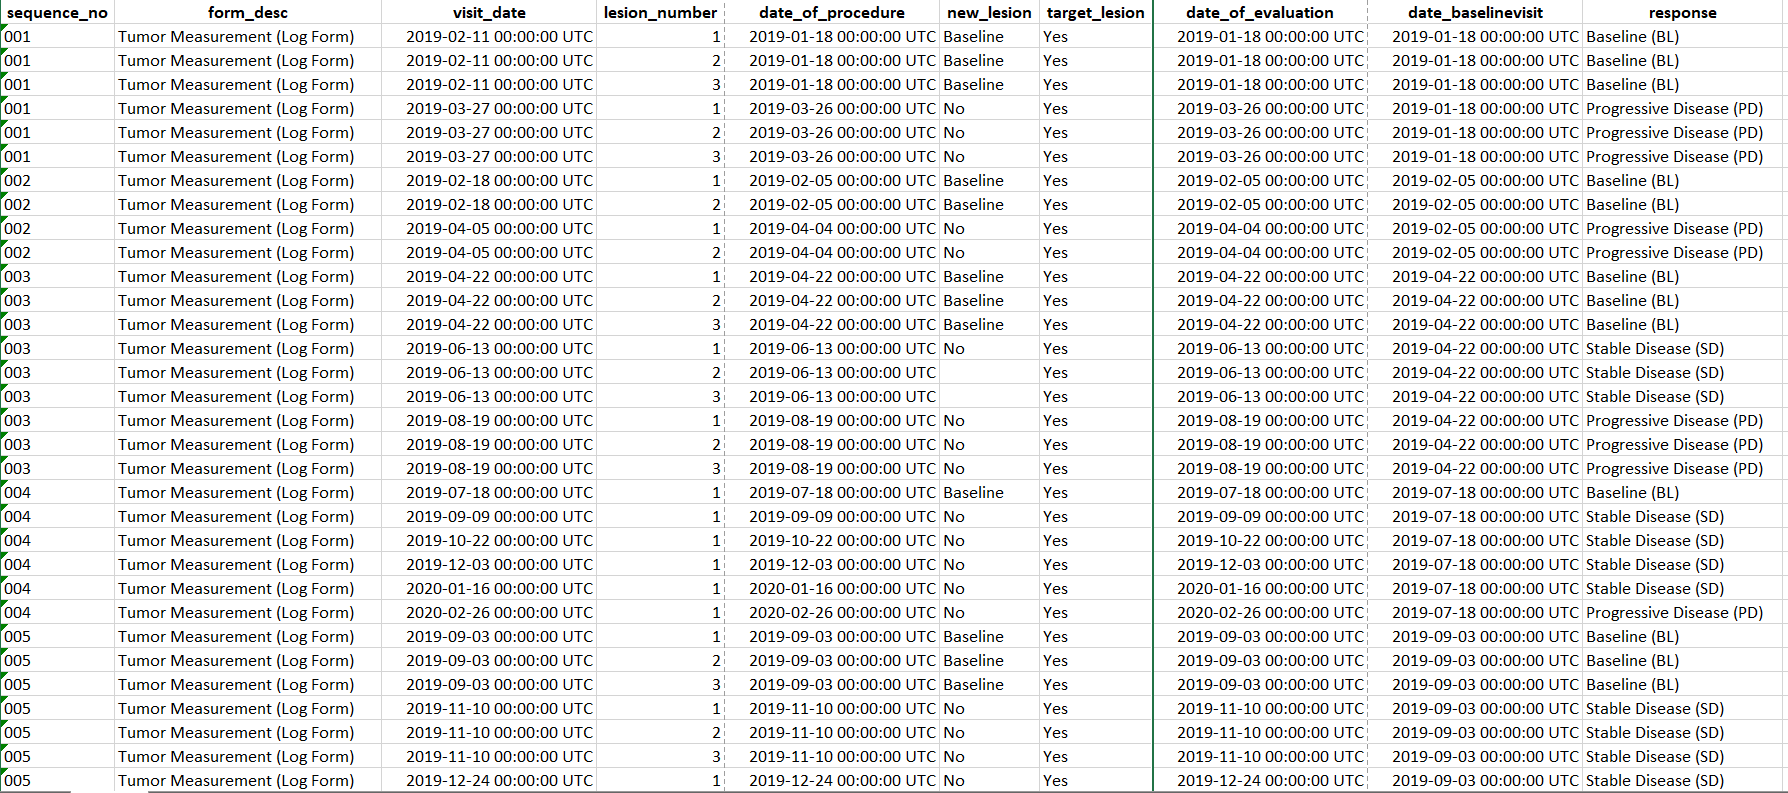 sequence_no form_desc visit_date lesion_number date_of_procedure new_lesion target_lesion date_of_evaluation date_baselinevisit response
001 Tumor Measurement (Log Form) 2019-02-11 00:00:00 UTC 1 2019-01-18 00:00:00 UTC Baseline Yes 2019-01-18 00:00:00 UTC 2019-01-18 00:00:00 UTC Baseline (BL)
001 Tumor Measurement (Log Form) 2019-02-11 00:00:00 UTC 2 2019-01-18 00:00:00 UTC Baseline Yes 2019-01-18 00:00:00 UTC 2019-01-18 00:00:00 UTC Baseline (BL)
001 Tumor Measurement (Log Form) 2019-02-11 00:00:00 UTC 3 2019-01-18 00:00:00 UTC Baseline Yes 2019-01-18 00:00:00 UTC 2019-01-18 00:00:00 UTC Baseline (BL)
001 Tumor Measurement (Log Form) 2019-03-27 00:00:00 UTC 1 2019-03-26 00:00:00 UTC No Yes 2019-03-26 00:00:00 UTC 2019-01-18 00:00:00 UTC Progressive Disease (PD)
001 Tumor Measurement (Log Form) 2019-03-27 00:00:00 UTC 2 2019-03-26 00:00:00 UTC No Yes 2019-03-26 00:00:00 UTC 2019-01-18 00:00:00 UTC Progressive Disease (PD)
001 Tumor Measurement (Log Form) 2019-03-27 00:00:00 UTC 3 2019-03-26 00:00:00 UTC No Yes 2019-03-26 00:00:00 UTC 2019-01-18 00:00:00 UTC Progressive Disease (PD)
002 Tumor Measurement (Log Form) 2019-02-18 00:00:00 UTC 1 2019-02-05 00:00:00 UTC Baseline Yes 2019-02-05 00:00:00 UTC 2019-02-05 00:00:00 UTC Baseline (BL)
002 Tumor Measurement (Log Form) 2019-02-18 00:00:00 UTC 2 2019-02-05 00:00:00 UTC Baseline Yes 2019-02-05 00:00:00 UTC 2019-02-05 00:00:00 UTC Baseline (BL)
002 Tumor Measurement (Log Form) 2019-04-05 00:00:00 UTC 1 2019-04-04 00:00:00 UTC No Yes 2019-04-04 00:00:00 UTC 2019-02-05 00:00:00 UTC Progressive Disease (PD)
002 Tumor Measurement (Log Form) 2019-04-05 00:00:00 UTC 2 2019-04-04 00:00:00 UTC No Yes 2019-04-04 00:00:00 UTC 2019-02-05 00:00:00 UTC Progressive Disease (PD)
003 Tumor Measurement (Log Form) 2019-04-22 00:00:00 UTC 1 2019-04-22 00:00:00 UTC Baseline Yes 2019-04-22 00:00:00 UTC 2019-04-22 00:00:00 UTC Baseline (BL)
003 Tumor Measurement (Log Form) 2019-04-22 00:00:00 UTC 2 2019-04-22 00:00:00 UTC Baseline Yes 2019-04-22 00:00:00 UTC 2019-04-22 00:00:00 UTC Baseline (BL)
003 Tumor Measurement (Log Form) 2019-04-22 00:00:00 UTC 3 2019-04-22 00:00:00 UTC Baseline Yes 2019-04-22 00:00:00 UTC 2019-04-22 00:00:00 UTC Baseline (BL)
003 Tumor Measurement (Log Form) 2019-06-13 00:00:00 UTC 1 2019-06-13 00:00:00 UTC No Yes 2019-06-13 00:00:00 UTC 2019-04-22 00:00:00 UTC Stable Disease (SD)
003 Tumor Measurement (Log Form) 2019-06-13 00:00:00 UTC 2 2019-06-13 00:00:00 UTC Yes 2019-06-13 00:00:00 UTC 2019-04-22 00:00:00 UTC Stable Disease (SD)
003 Tumor Measurement (Log Form) 2019-06-13 00:00:00 UTC 3 2019-06-13 00:00:00 UTC Yes 2019-06-13 00:00:00 UTC 2019-04-22 00:00:00 UTC Stable Disease (SD)
003 Tumor Measurement (Log Form) 2019-08-19 00:00:00 UTC 1 2019-08-19 00:00:00 UTC No Yes 2019-08-19 00:00:00 UTC 2019-04-22 00:00:00 UTC Progressive Disease (PD)
003 Tumor Measurement (Log Form) 2019-08-19 00:00:00 UTC 2 2019-08-19 00:00:00 UTC No Yes 2019-08-19 00:00:00 UTC 2019-04-22 00:00:00 UTC Progressive Disease (PD)
003 Tumor Measurement (Log Form) 2019-08-19 00:00:00 UTC 3 2019-08-19 00:00:00 UTC No Yes 2019-08-19 00:00:00 UTC 2019-04-22 00:00:00 UTC Progressive Disease (PD)
004 Tumor Measurement (Log Form) 2019-07-18 00:00:00 UTC 1 2019-07-18 00:00:00 UTC Baseline Yes 2019-07-18 00:00:00 UTC 2019-07-18 00:00:00 UTC Baseline (BL)
004 Tumor Measurement (Log Form) 2019-09-09 00:00:00 UTC 1 2019-09-09 00:00:00 UTC No Yes 2019-09-09 00:00:00 UTC 2019-07-18 00:00:00 UTC Stable Disease (SD)
004 Tumor Measurement (Log Form) 2019-10-22 00:00:00 UTC 1 2019-10-22 00:00:00 UTC No Yes 2019-10-22 00:00:00 UTC 2019-07-18 00:00:00 UTC Stable Disease (SD)
004 Tumor Measurement (Log Form) 2019-12-03 00:00:00 UTC 1 2019-12-03 00:00:00 UTC No Yes 2019-12-03 00:00:00 UTC 2019-07-18 00:00:00 UTC Stable Disease (SD)
004 Tumor Measurement (Log Form) 2020-01-16 00:00:00 UTC 1 2020-01-16 00:00:00 UTC No Yes 2020-01-16 00:00:00 UTC 2019-07-18 00:00:00 UTC Stable Disease (SD)
004 Tumor Measurement (Log Form) 2020-02-26 00:00:00 UTC 1 2020-02-26 00:00:00 UTC No Yes 2020-02-26 00:00:00 UTC 2019-07-18 00:00:00 UTC Progressive Disease (PD)
005 Tumor Measurement (Log Form) 2019-09-03 00:00:00 UTC 1 2019-09-03 00:00:00 UTC Baseline Yes 2019-09-03 00:00:00 UTC 2019-09-03 00:00:00 UTC Baseline (BL)
005 Tumor Measurement (Log Form) 2019-09-03 00:00:00 UTC 2 2019-09-03 00:00:00 UTC Baseline Yes 2019-09-03 00:00:00 UTC 2019-09-03 00:00:00 UTC Baseline (BL)
005 Tumor Measurement (Log Form) 2019-09-03 00:00:00 UTC 3 2019-09-03 00:00:00 UTC Baseline Yes 2019-09-03 00:00:00 UTC 2019-09-03 00:00:00 UTC Baseline (BL)
005 Tumor Measurement (Log Form) 2019-11-10 00:00:00 UTC 1 2019-11-10 00:00:00 UTC No Yes 2019-11-10 00:00:00 UTC 2019-09-03 00:00:00 UTC Stable Disease (SD)
005 Tumor Measurement (Log Form) 2019-11-10 00:00:00 UTC 2 2019-11-10 00:00:00 UTC No Yes 2019-11-10 00:00:00 UTC 2019-09-03 00:00:00 UTC Stable Disease (SD)
005 Tumor Measurement (Log Form) 2019-11-10 00:00:00 UTC 3 2019-11-10 00:00:00 UTC No Yes 2019-11-10 00:00:00 UTC 2019-09-03 00:00:00 UTC Stable Disease (SD)
005 Tumor Measurement (Log Form) 2019-12-24 00:00:00 UTC 1 2019-12-24 00:00:00 UTC No Yes 2019-12-24 00:00:00 UTC 2019-09-03 00:00:00 UTC Stable Disease (SD)